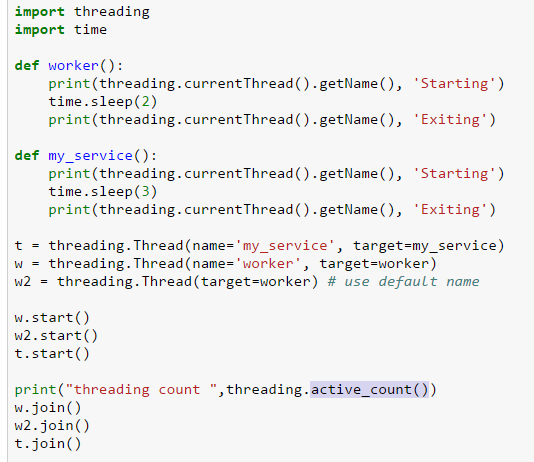 import threading
import time
def worker():
print(threading.currentThread().getName(), 'Starting')
time.sleep(2)
print(threading.currentThread().getName(), 'Exiting')
def my_service():
print(threading.currentThread().getName(), 'Starting')
time.sleep(3)
print(threading.currentThread().getName(), 'Exiting')
t = threading.Thread(name='my_service', target=my_service)
w = threading.Thread(name='worker', target=worker)
w2 = threading.Thread(target=worker) # use default name
w.start()
w2.start()
t.start()
print("threading count ",threading.active_count())
w.join()
w2.join()
t.join()